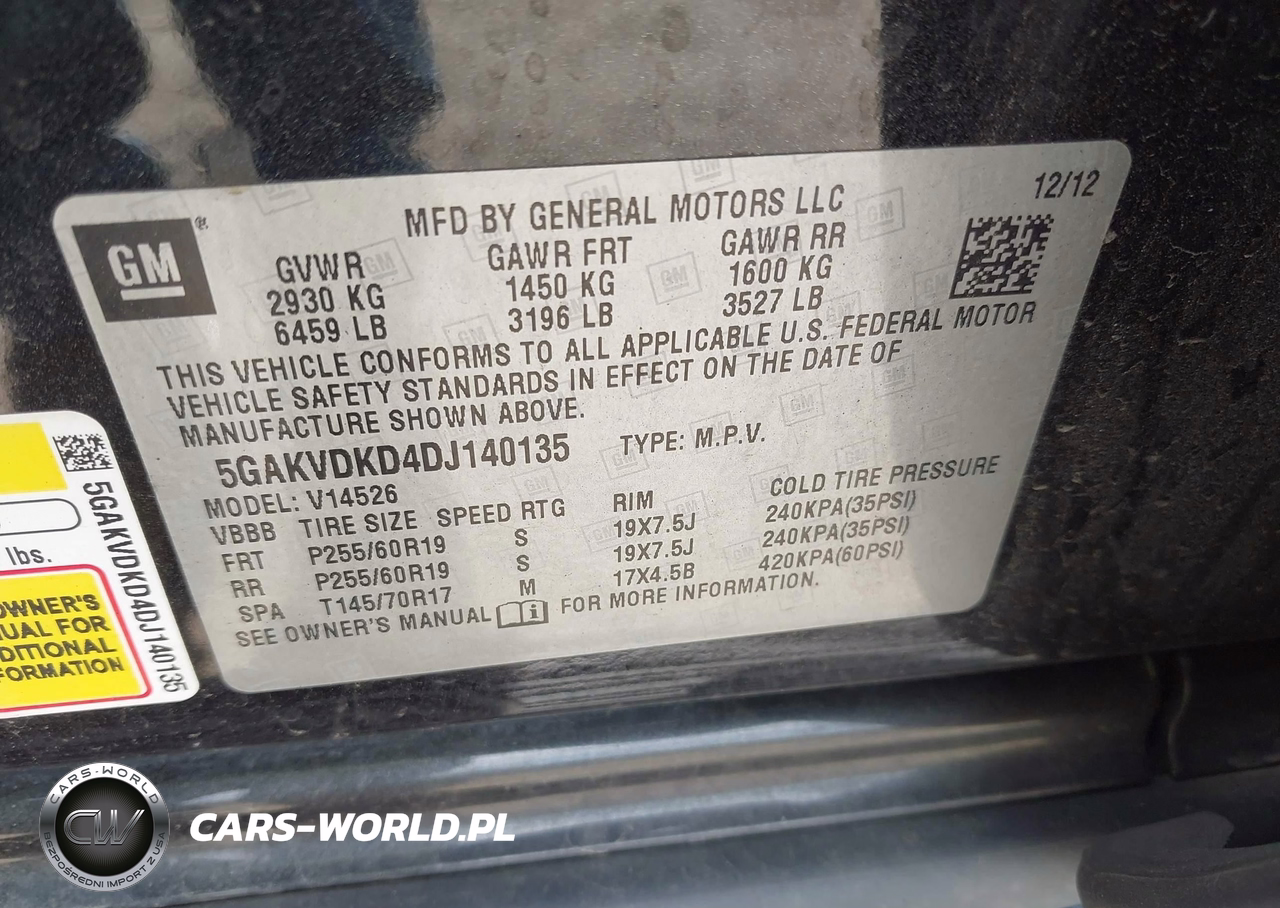 12/12
MFD BY GENERAL MOTORS LLC
GM®
GVWR GAWR FRT GAWR RR
2930 KG 1450 KG 1600 KG
6459 LB 3196 LB 3527 LB
THIS VEHICLE CONFORMS TO ALL APPLICABLE U.S. FEDERAL MOTOR
VEHICLE SAFETY STANDARDS IN EFFECT ON THE DATE OF
MANUFACTURE SHOWN ABOVE.
5GAKVDKD4DJ140135 TYPE: M.P.V.
MODEL: V14526
VBBB TIRE SIZE SPEED RTG RIM COLD TIRE PRESSURE
FRT P255/60R19 S 19X7.5J 240KPA(35PSI)
RR P255/60R19 S 19X7.5J 240KPA(35PSI)
SPA T145/70R17 M 17X4.5B 420KPA(60PSI)
SEE OWNER'S MANUAL FOR MORE INFORMATION.
5GAKVDKD4DJ140135
lbs.
OWNER'S
UAL FOR
DITIONAL
FORMATION
CARS-WORLD
CW
BEZPOŚREDNI IMPORT Z USA
CARS-WORLD.PL